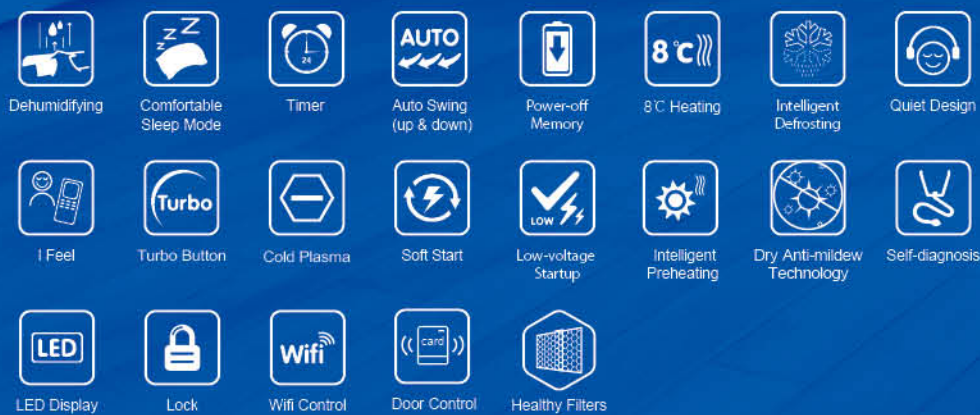 AUTO
8℃
24
Dehumidifying
Comfortable
Sleep Mode
Timer
Auto Swing
(up & down)
Power-off
Memory
8℃ Heating
Intelligent
Defrosting
Quiet Design
Turbo
LOW
I Feel
Turbo Button
Cold Plasma
Soft Start
Low-voltage
Startup
Intelligent
Preheating
Dry Anti-mildew
Technology
Self-diagnosis
LED
Wifi
card
LED Display
Lock
Wifi Control
Door Control
Healthy Filters